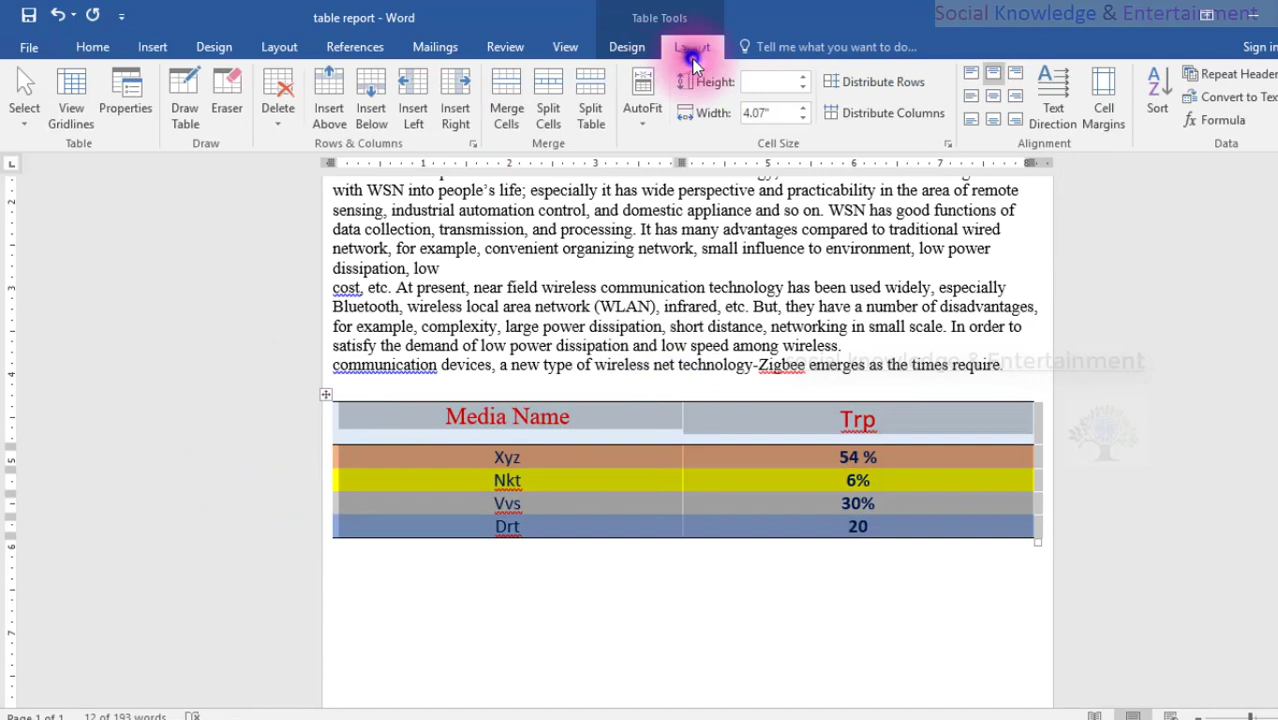 table report - Word
Table Tools
Social Knowledge & Entertainment
File
Home
Insert
Design
Layout
References
Mailings
Review
View
Design
Layout
Tell me what you want to do...
Sign in
Select
View
Gridlines
Properties
Draw
Table
Eraser
Delete
Insert
Above
Insert
Below
Insert
Left
Insert
Right
Merge
Cells
Split
Cells
Split
Table
AutoFit
Height:
Width:
4.07"
Distribute Rows
Distribute Columns
Text
Direction
Cell
Margins
Sort
Repeat Header
Convert to Tex
Formula
Table
Draw
Rows & Columns
Merge
Cell Size
Alignment
Data
with WSN into people's life; especially it has wide perspective and practicability in the area of remote
sensing, industrial automation control, and domestic appliance and so on. WSN has good functions of
data collection, transmission, and processing. It has many advantages compared to traditional wired
network, for example, convenient organizing network, small influence to environment, low power
dissipation, low
cost, etc. At present, near field wireless communication technology has been used widely, especially
Bluetooth, wireless local area network (WLAN), infrared, etc. But, they have a number of disadvantages,
for example, complexity, large power dissipation, short distance, networking in small scale. In order to
satisfy the demand of low power dissipation and low speed among wireless.
communication devices, a new type of wireless net technology-Zigbee emerges as the times require.
social knowledge & Entertainment
Media Name Trp
Xyz 54 %
Nkt 6%
Vvs 30%
Drt 20
Page 1 of 1 12 of 193 words